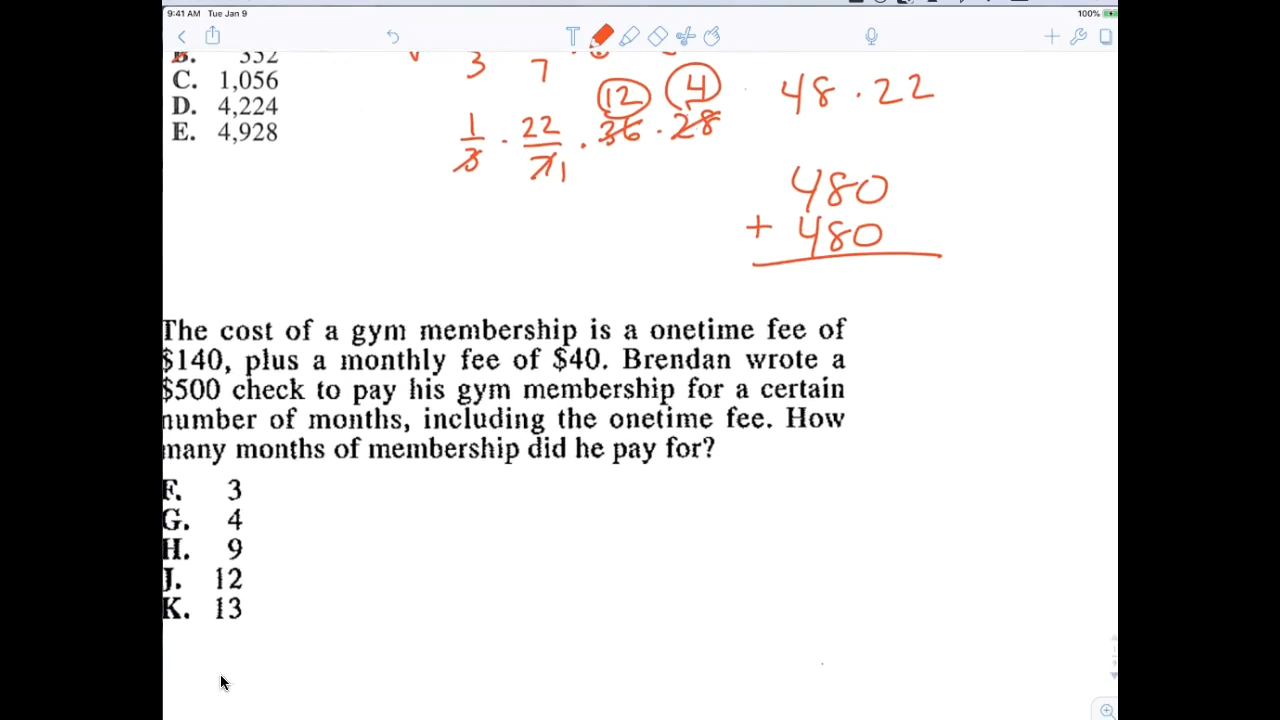 9:41 AM Tue Jan 9 100%
T
3 7
C. 1,056
D. 4,224
E. 4,928
12 4
48 · 22
1/3 · 22/7 1 · 36 · 28
480
+ 480
The cost of a gym membership is a onetime fee of
$140, plus a monthly fee of $40. Brendan wrote a
$500 check to pay his gym membership for a certain
number of months, including the onetime fee. How
many months of membership did he pay for?
F. 3
G. 4
H. 9
J. 12
K. 13